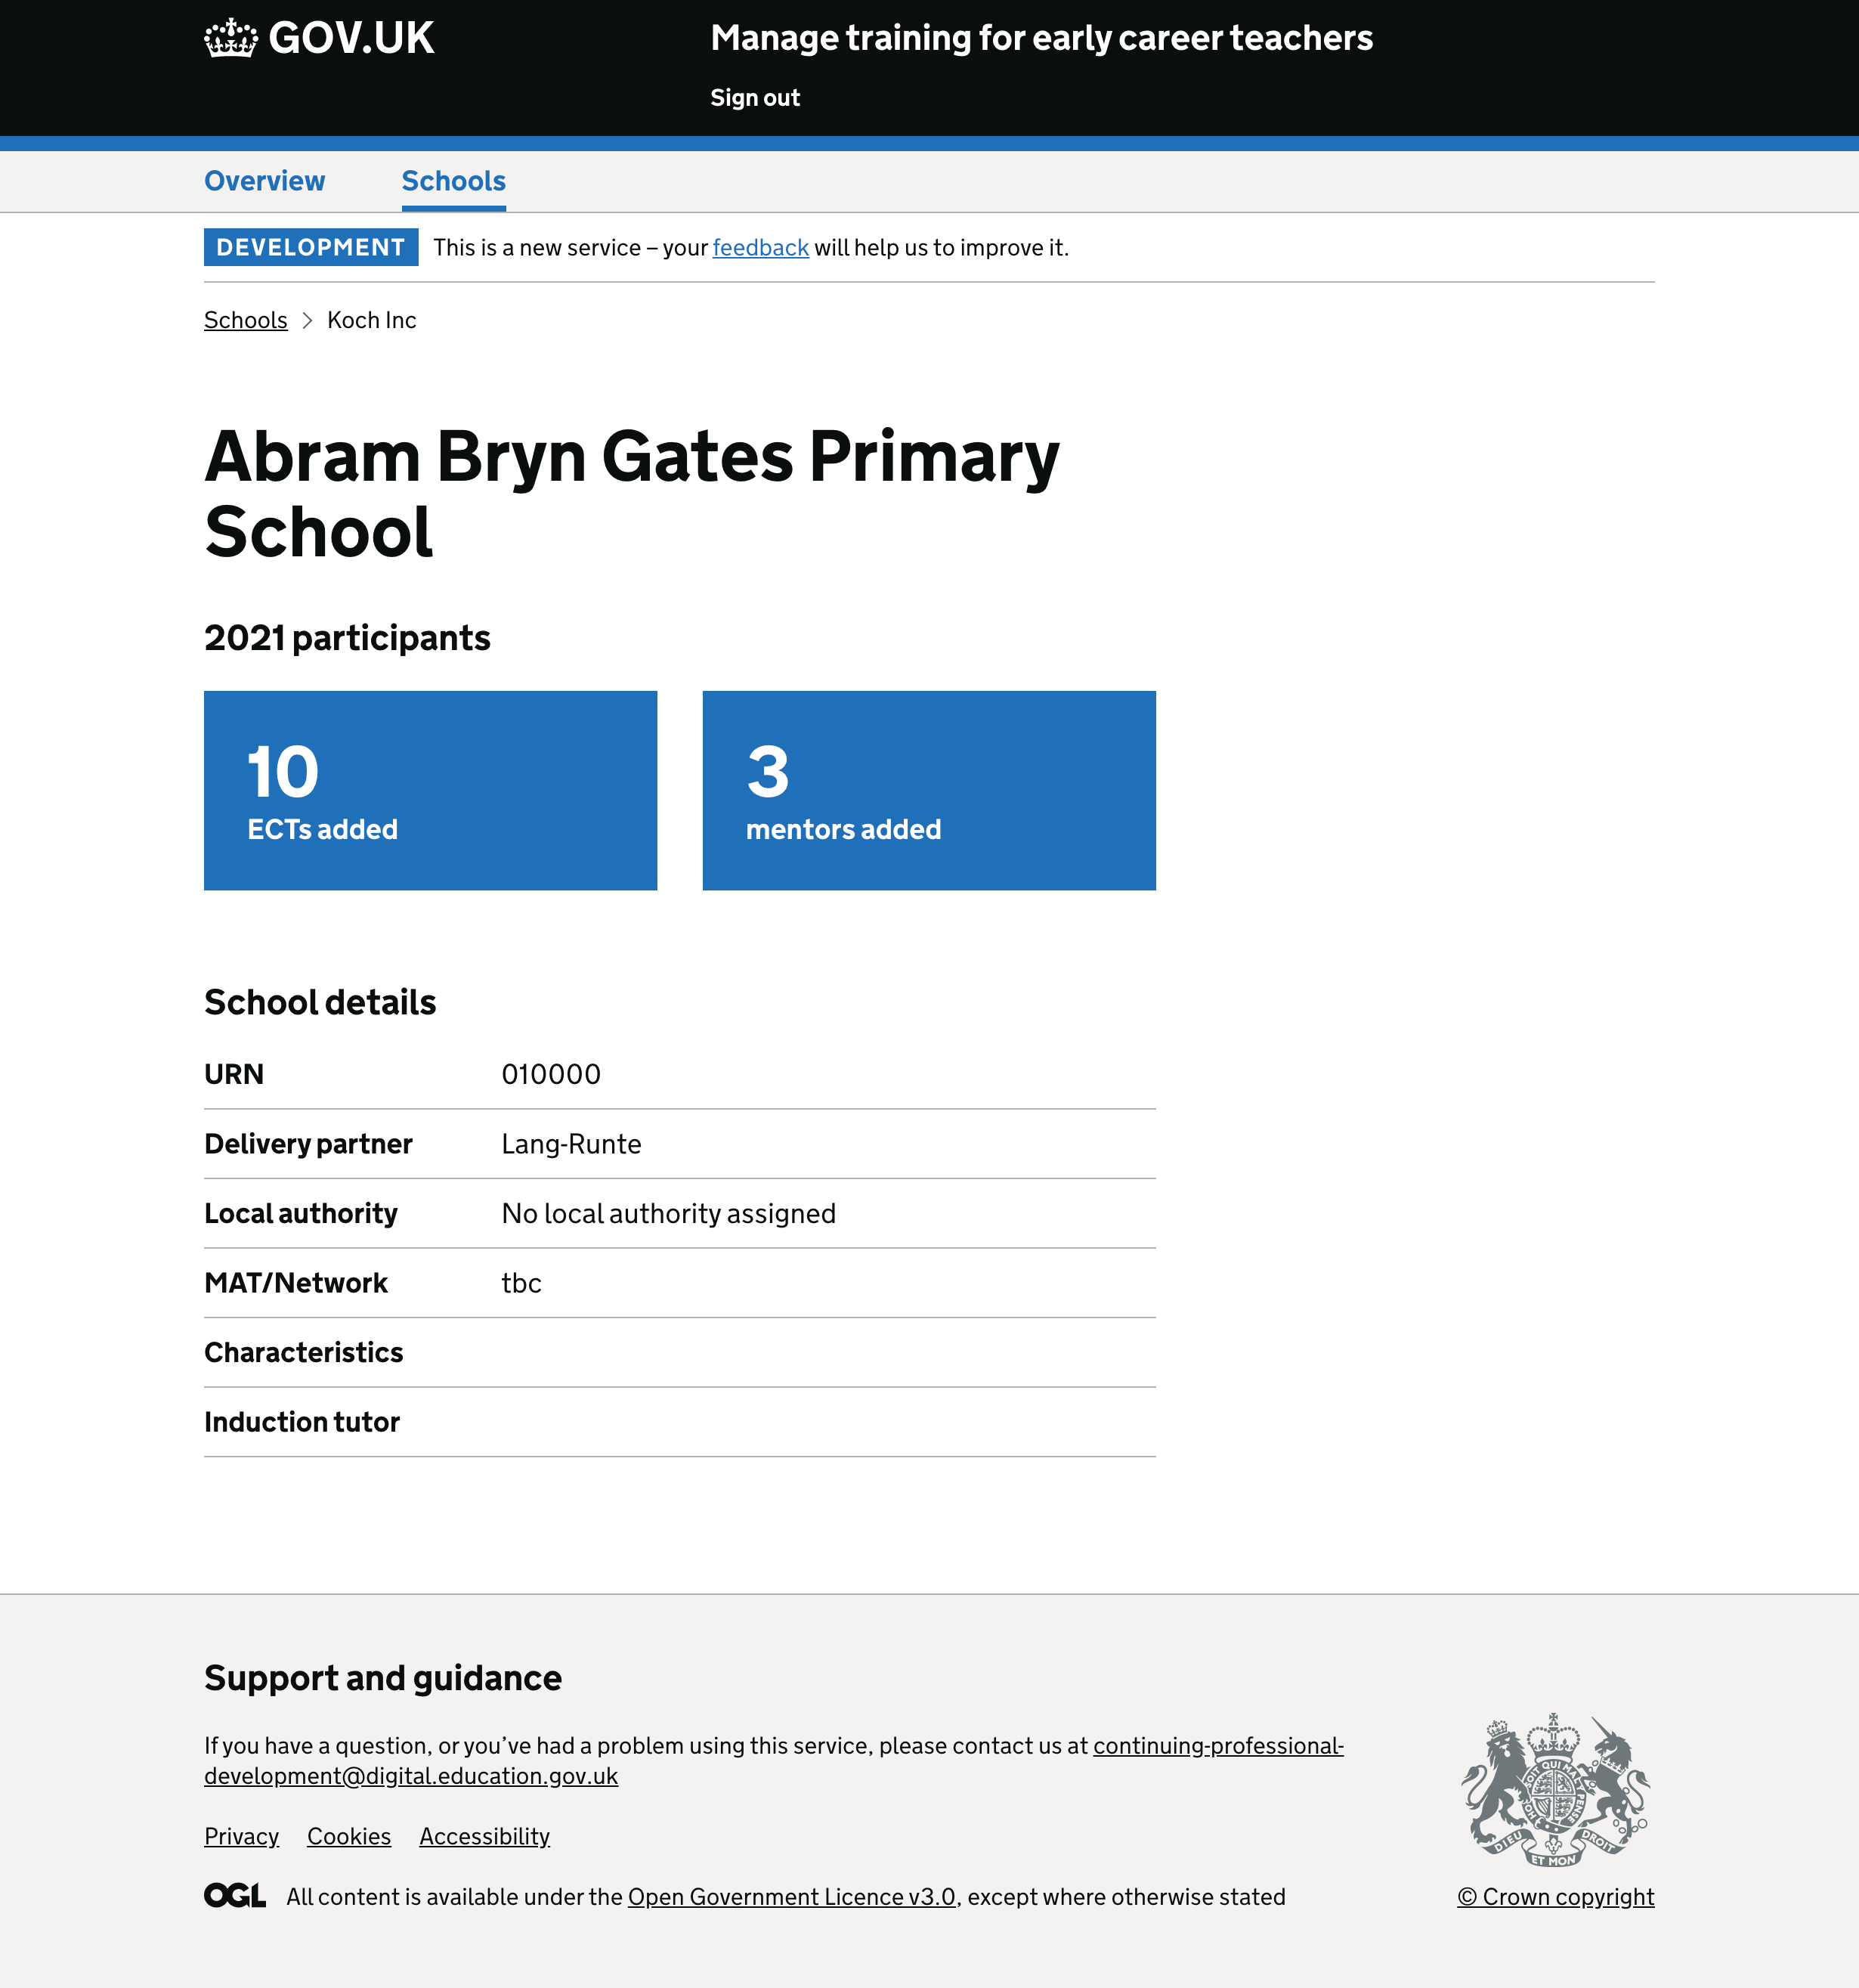 GOV.UK
Manage training for early career teachers
Sign out
Overview
Schools
DEVELOPMENT This is a new service – your feedback will help us to improve it.
Schools > Koch Inc
Abram Bryn Gates Primary
School
2021 participants
10
ECTs added
3
mentors added
School details
URN 010000
Delivery partner Lang-Runte
Local authority No local authority assigned
MAT/Network tbc
Characteristics
Induction tutor
Support and guidance
If you have a question, or you’ve had a problem using this service, please contact us at continuing-professional-
development@digital.education.gov.uk
Privacy Cookies Accessibility
OGL All content is available under the Open Government Licence v3.0, except where otherwise stated
DIEU ET MON DROIT
© Crown copyright